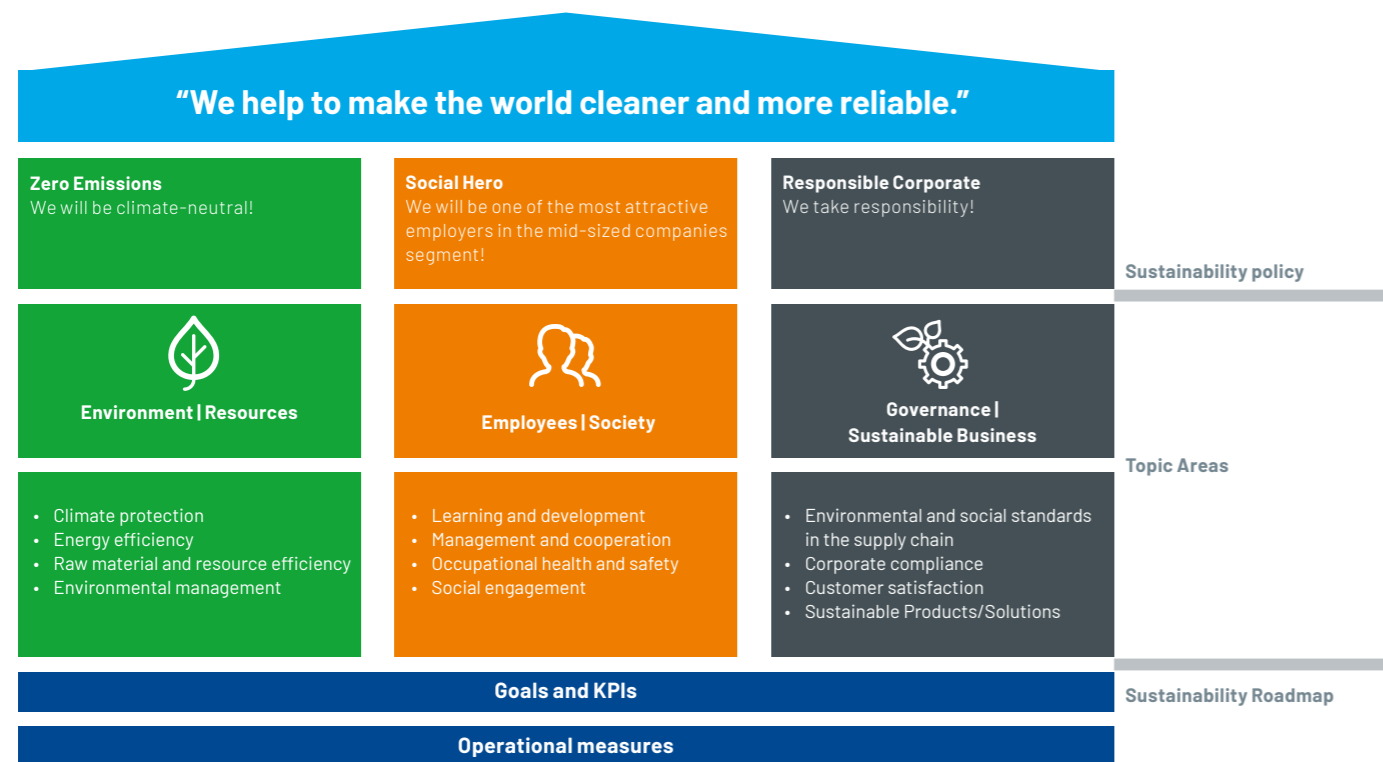 “We help to make the world cleaner and more reliable.”
Zero Emissions
We will be climate-neutral!
Social Hero
We will be one of the most attractive
employers in the mid-sized companies
segment!
Responsible Corporate
We take responsibility!
Sustainability policy
Environment | Resources
Employees | Society
Governance |
Sustainable Business
Topic Areas
• Climate protection
• Energy efficiency
• Raw material and resource efficiency
• Environmental management
• Learning and development
• Management and cooperation
• Occupational health and safety
• Social engagement
• Environmental and social standards
in the supply chain
• Corporate compliance
• Customer satisfaction
• Sustainable Products/Solutions
Goals and KPIs
Sustainability Roadmap
Operational measures